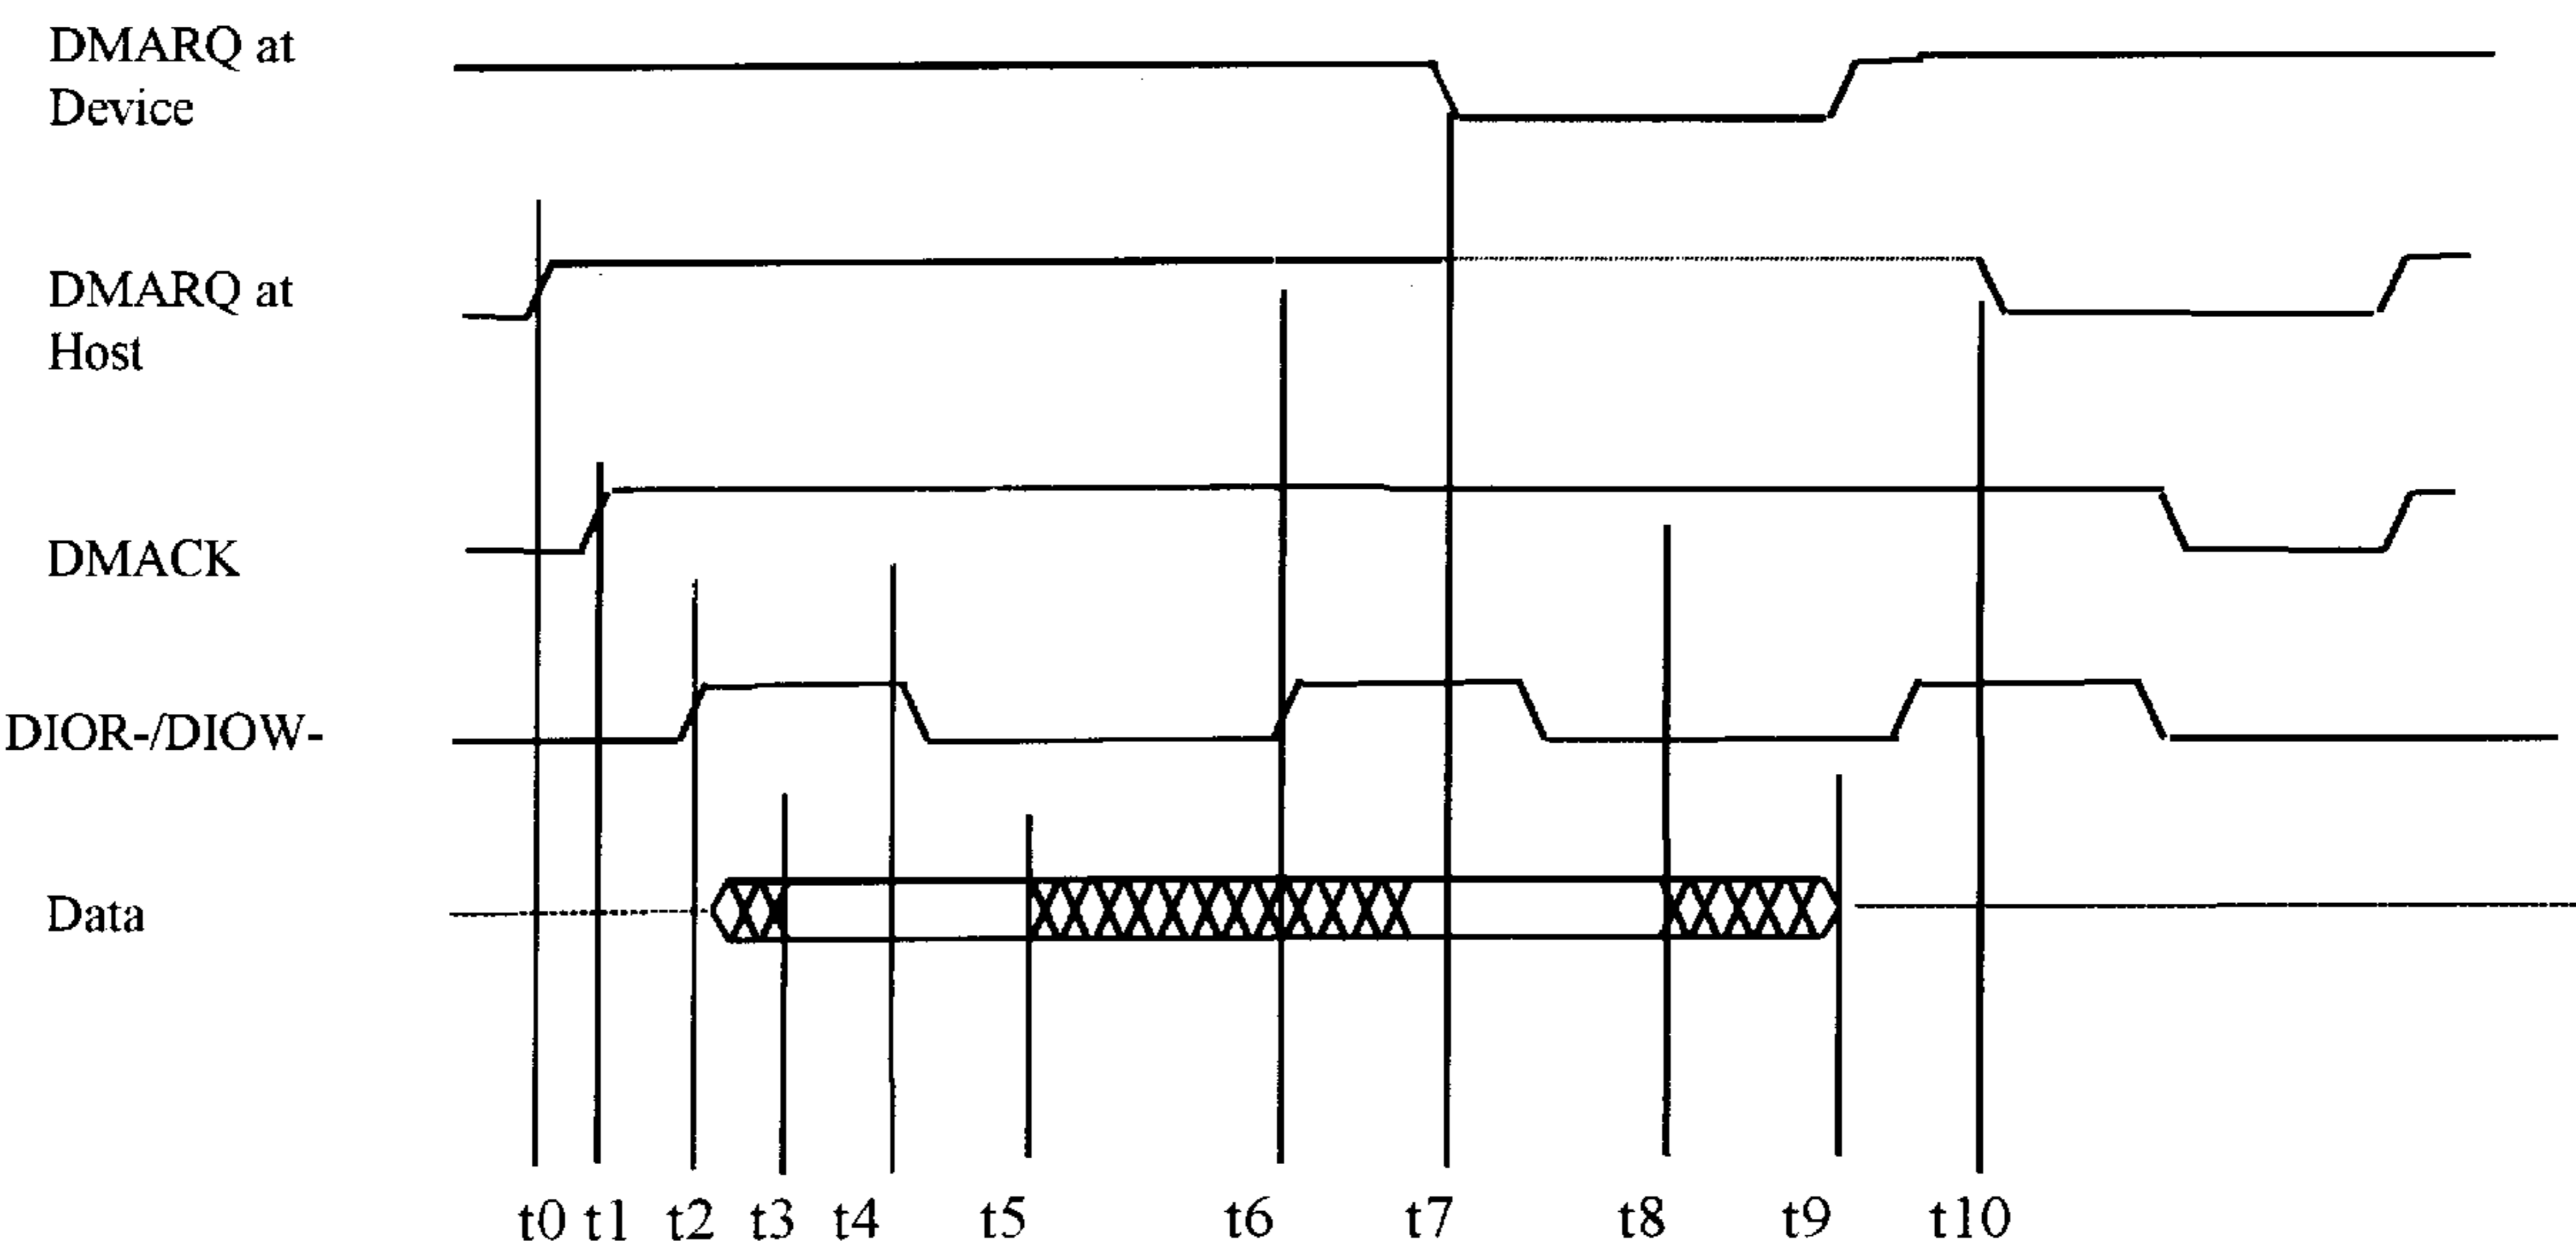 DMARQ at
Device
DMARQ at
Host
DMACK
DIOR-/DIOW-
Data
t0 t1 t2 t3 t4 t5 t6 t7 t8 t9 t10